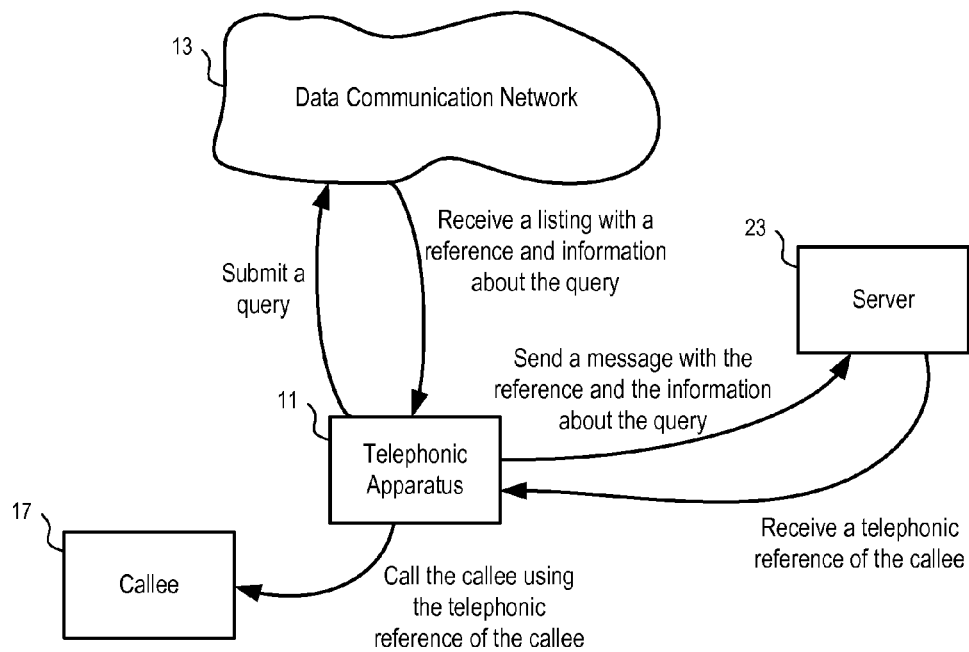 13
Data Communication Network
Submit a
query
Receive a listing with a
reference and information
about the query
23
Server
Send a message with the
reference and the information
about the query
11
Telephonic
Apparatus
Receive a telephonic
reference of the callee
17
Callee
Call the callee using
the telephonic
reference of the callee